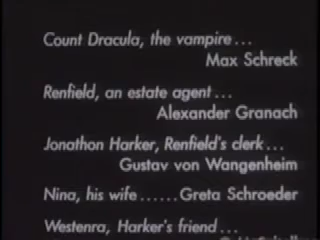 Count Dracula, the vampire...
Max Schreck
Renfield, an estate agent...
Alexander Granach
Jonathon Harker, Renfield's clerk...
Gustav von Wangenheim
Nina, his wife......Greta Schroeder
Westenra, Harker's friend...